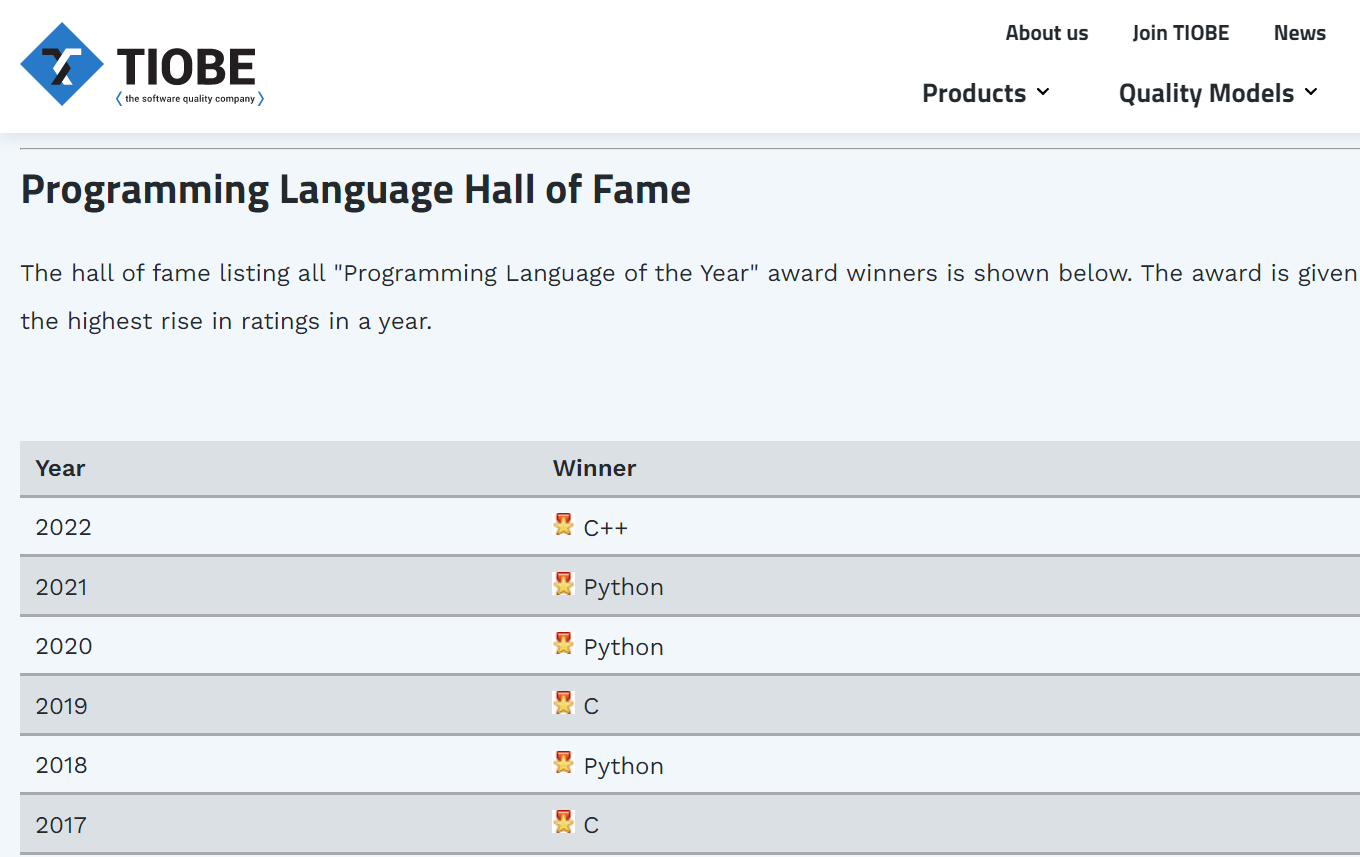 About us Join TIOBE News
TIOBE
the software quality company
Products Quality Models
Programming Language Hall of Fame
The hall of fame listing all "Programming Language of the Year" award winners is shown below. The award is given
the highest rise in ratings in a year.
Year Winner
2022 C++
2021 Python
2020 Python
2019 C
2018 Python
2017 C